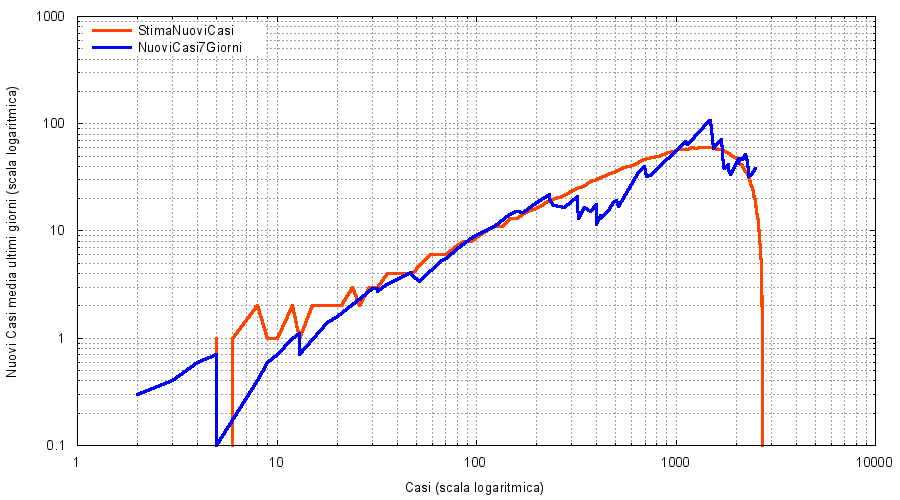 1000
StimaNuoviCasi
NuoviCasi7Giorni
100
10
1
0.1
Nuovi Casi media ultimi giorni (scala logaritmica)
1
10
100
1000
10000
Casi (scala logaritmica)